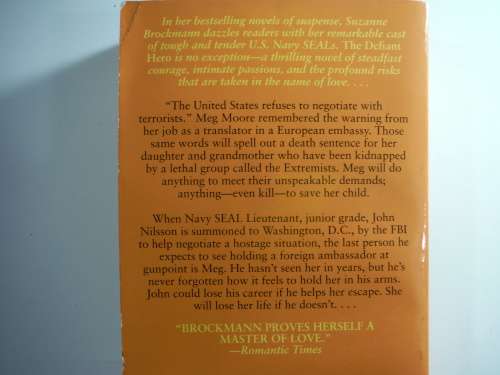 In her bestselling novels of suspense, Suzanne
Brockmann dazzles readers with her remarkable cast
of tough and tender U.S. Navy SEALs. The Defiant
Hero is no exception—a thrilling novel of steadfast
courage, intimate passions, and the profound risks
that are taken in the name of love. . . .
"The United States refuses to negotiate with
terrorists." Meg Moore remembered the warning from
her job as a translator in a European embassy. Those
same words will spell out a death sentence for her
daughter and grandmother who have been kidnapped
by a lethal group called the Extremists. Meg will do
anything to meet their unspeakable demands;
anything—even kill—to save her child.
When Navy SEAL Lieutenant, junior grade, John
Nilsson is summoned to Washington, D.C., by the FBI
to help negotiate a hostage situation, the last person he
expects to see holding a foreign ambassador at
gunpoint is Meg. He hasn't seen her in years, but he's
never forgotten how it feels to hold her in his arms.
John could lose his career if he helps her escape. She
will lose her life if he doesn't. . . .
"BROCKMANN PROVES HERSELF A
MASTER OF LOVE."
—Romantic Times